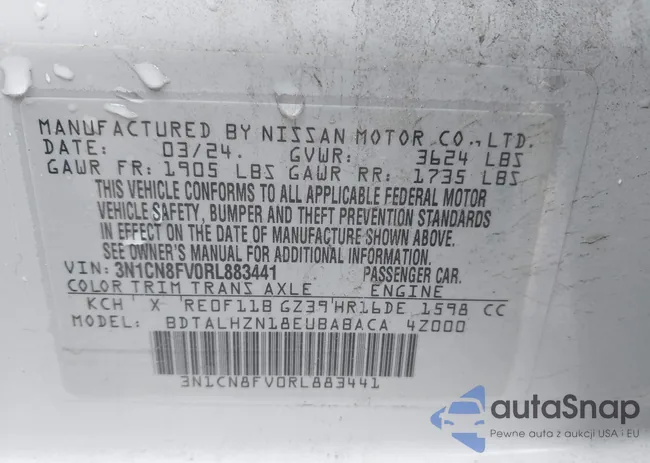 MANUFACTURED BY NISSAN MOTOR CO., LTD.
DATE: 03/24. GVWR: 3624 LBS
GAWR FR: 1905 LBS GAWR RR: 1735 LBS
THIS VEHICLE CONFORMS TO ALL APPLICABLE FEDERAL MOTOR
VEHICLE SAFETY, BUMPER AND THEFT PREVENTION STANDARDS
IN EFFECT ON THE DATE OF MANUFACTURE SHOWN ABOVE.
SEE OWNER'S MANUAL FOR ADDITIONAL INFORMATION.
VIN: 3N1CN8FV0RL883441 PASSENGER CAR.
COLOR TRIM TRANS AXLE ENGINE
KCH X RE0F11B GZ39 HR16DE 1598 CC
MODEL: BDTALHZN18EUBABACA 4Z000
3N1CN8FV0RL883441
autaSnap
Pewne auta z aukcji USA i EU